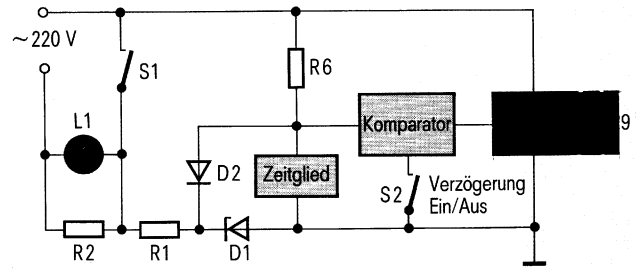 ~220 V
S1
R6
L1
Komparator
9
D2
Zeitglied
S2
Verzögerung
Ein/Aus
R2
R1
D1